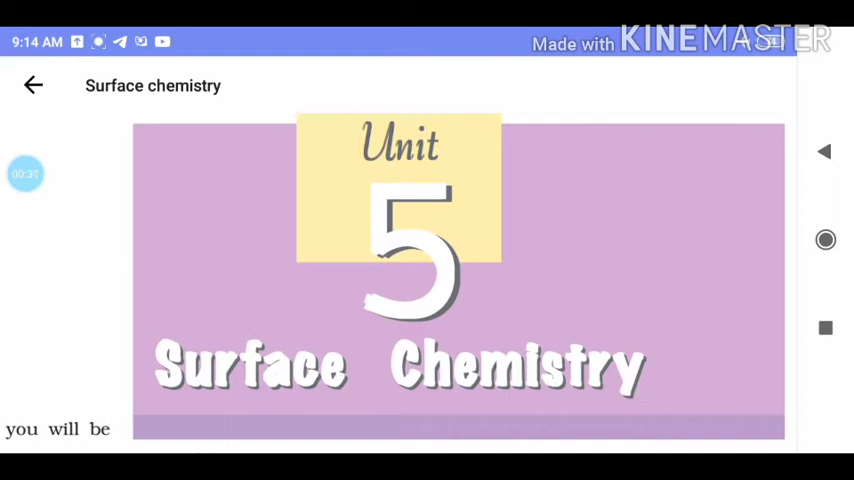 9:14 AM
Made with KINEMASTER
Surface chemistry
Unit
00:31
5
Surface Chemistry
you will be